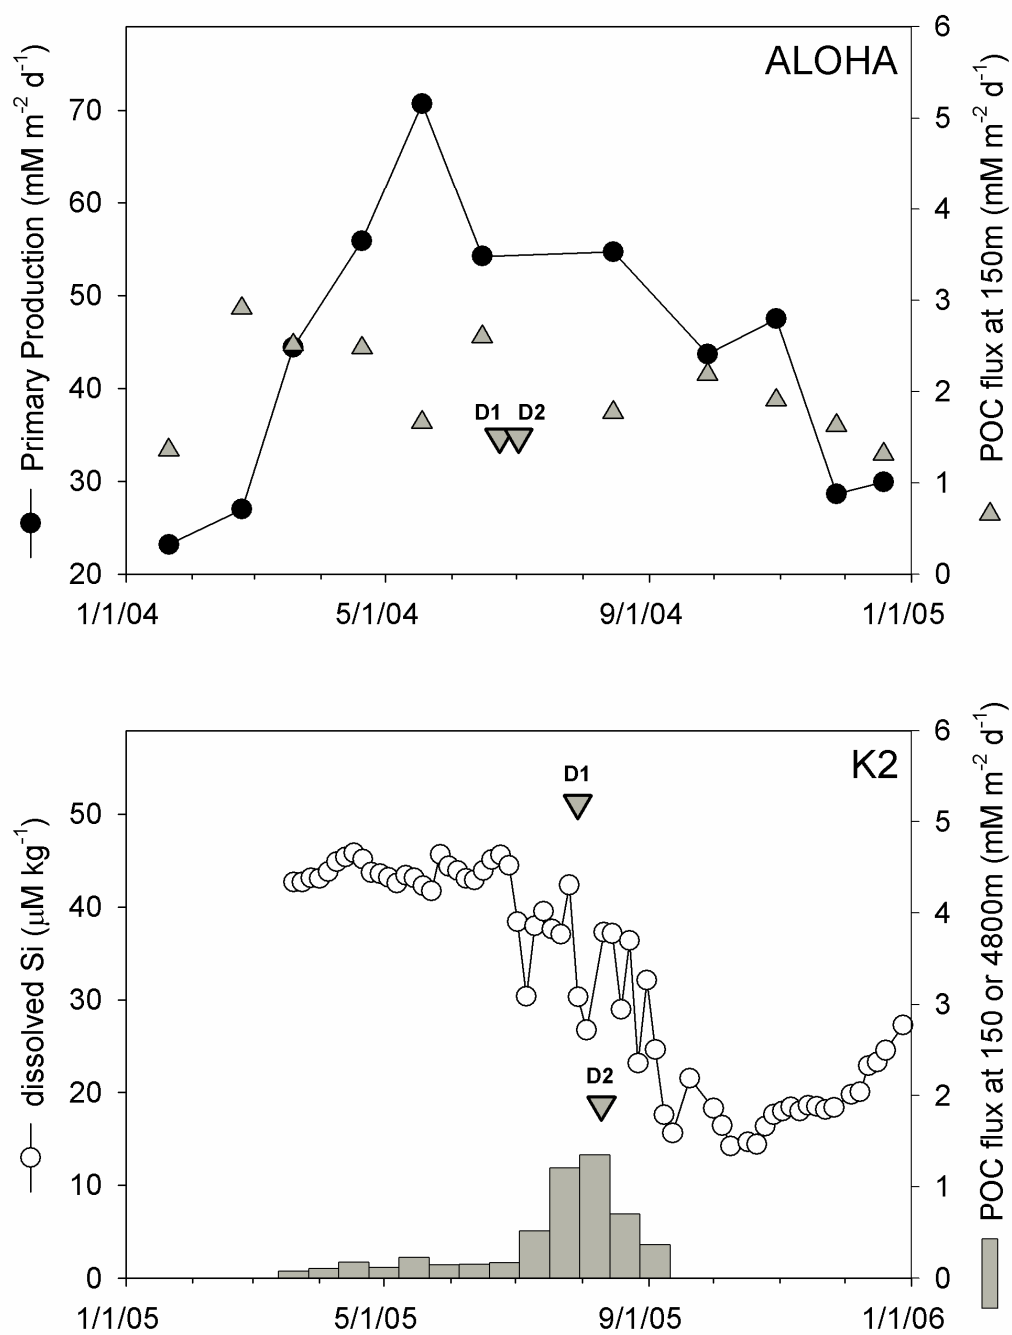 ALOHA
Primary Production (mM m-2 d-1)
POC flux at 150m (mM m-2 d-1)
70
60
50
40
30
20
6
5
4
3
2
1
0
D1 D2
1/1/04 5/1/04 9/1/04 1/1/05
K2
dissolved Si (µM kg-1)
POC flux at 150 or 4800m (mM m-2 d-1)
50
40
30
20
10
0
6
5
4
3
2
1
0
D1
D2
1/1/05 5/1/05 9/1/05 1/1/06